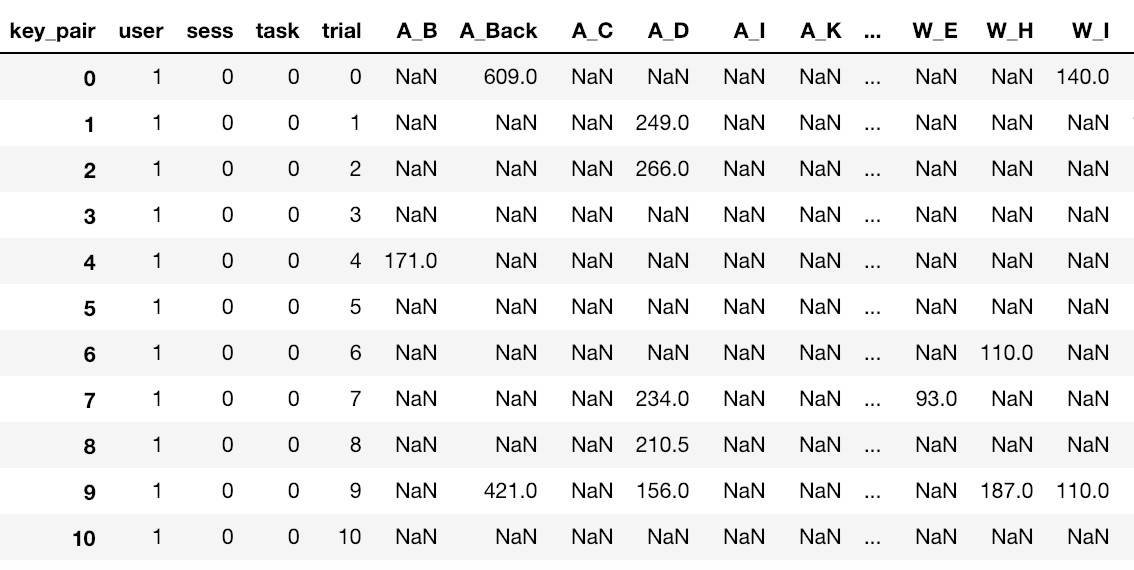 key_pair user sess task trial A_B A_Back A_C A_D A_I A_K ... W_E W_H W_I
0 1 0 0 0 NaN 609.0 NaN NaN NaN NaN ... NaN NaN 140.0
1 1 0 0 1 NaN NaN NaN 249.0 NaN NaN ... NaN NaN NaN
2 1 0 0 2 NaN NaN NaN 266.0 NaN NaN ... NaN NaN NaN
3 1 0 0 3 NaN NaN NaN NaN NaN NaN ... NaN NaN NaN
4 1 0 0 4 171.0 NaN NaN NaN NaN NaN ... NaN NaN NaN
5 1 0 0 5 NaN NaN NaN NaN NaN NaN ... NaN NaN NaN
6 1 0 0 6 NaN NaN NaN NaN NaN NaN ... NaN 110.0 NaN
7 1 0 0 7 NaN NaN NaN 234.0 NaN NaN ... 93.0 NaN NaN
8 1 0 0 8 NaN NaN NaN 210.5 NaN NaN ... NaN NaN NaN
9 1 0 0 9 NaN 421.0 NaN 156.0 NaN NaN ... NaN 187.0 110.0
10 1 0 0 10 NaN NaN NaN NaN NaN NaN ... NaN NaN NaN